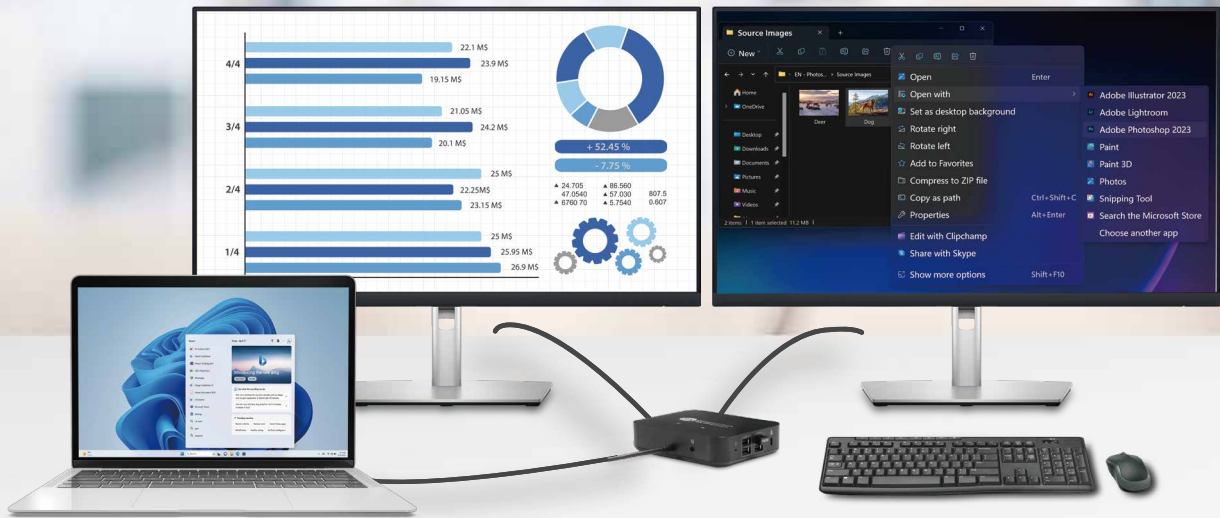 22.1 M$
4/4
23.9 M$
19.15 M$
21.05 M$
3/4
24.2 M$
20.1 M$
25 M$
2/4
22.25M$
23.15 M$
25 M$
1/4
25.95 M$
26.9 M$
+ 52.45 %
- 7.75 %
▲ 24.705 ▲ 86.560
47.0540 ▲ 57.030 807.5
▲ 6760 70 ▲ 5.7540 0.607
Source Images
New
EN - Photos.. > Source Images
Home
OneDrive
Desktop
Downloads
Documents
Pictures
Music
Videos
Deer
Dog
2 items 1 item selected 11.2 MB
Open Enter
Open with
Set as desktop background
Rotate right
Rotate left
Add to Favorites
Compress to ZIP file
Copy as path Ctrl+Shift+C
Properties Alt+Enter
Edit with Clipchamp
Share with Skype
Show more options Shift+F10
Adobe Illustrator 2023
Adobe Lightroom
Adobe Photoshop 2023
Paint
Paint 3D
Photos
Snipping Tool
Search the Microsoft Store
Choose another app